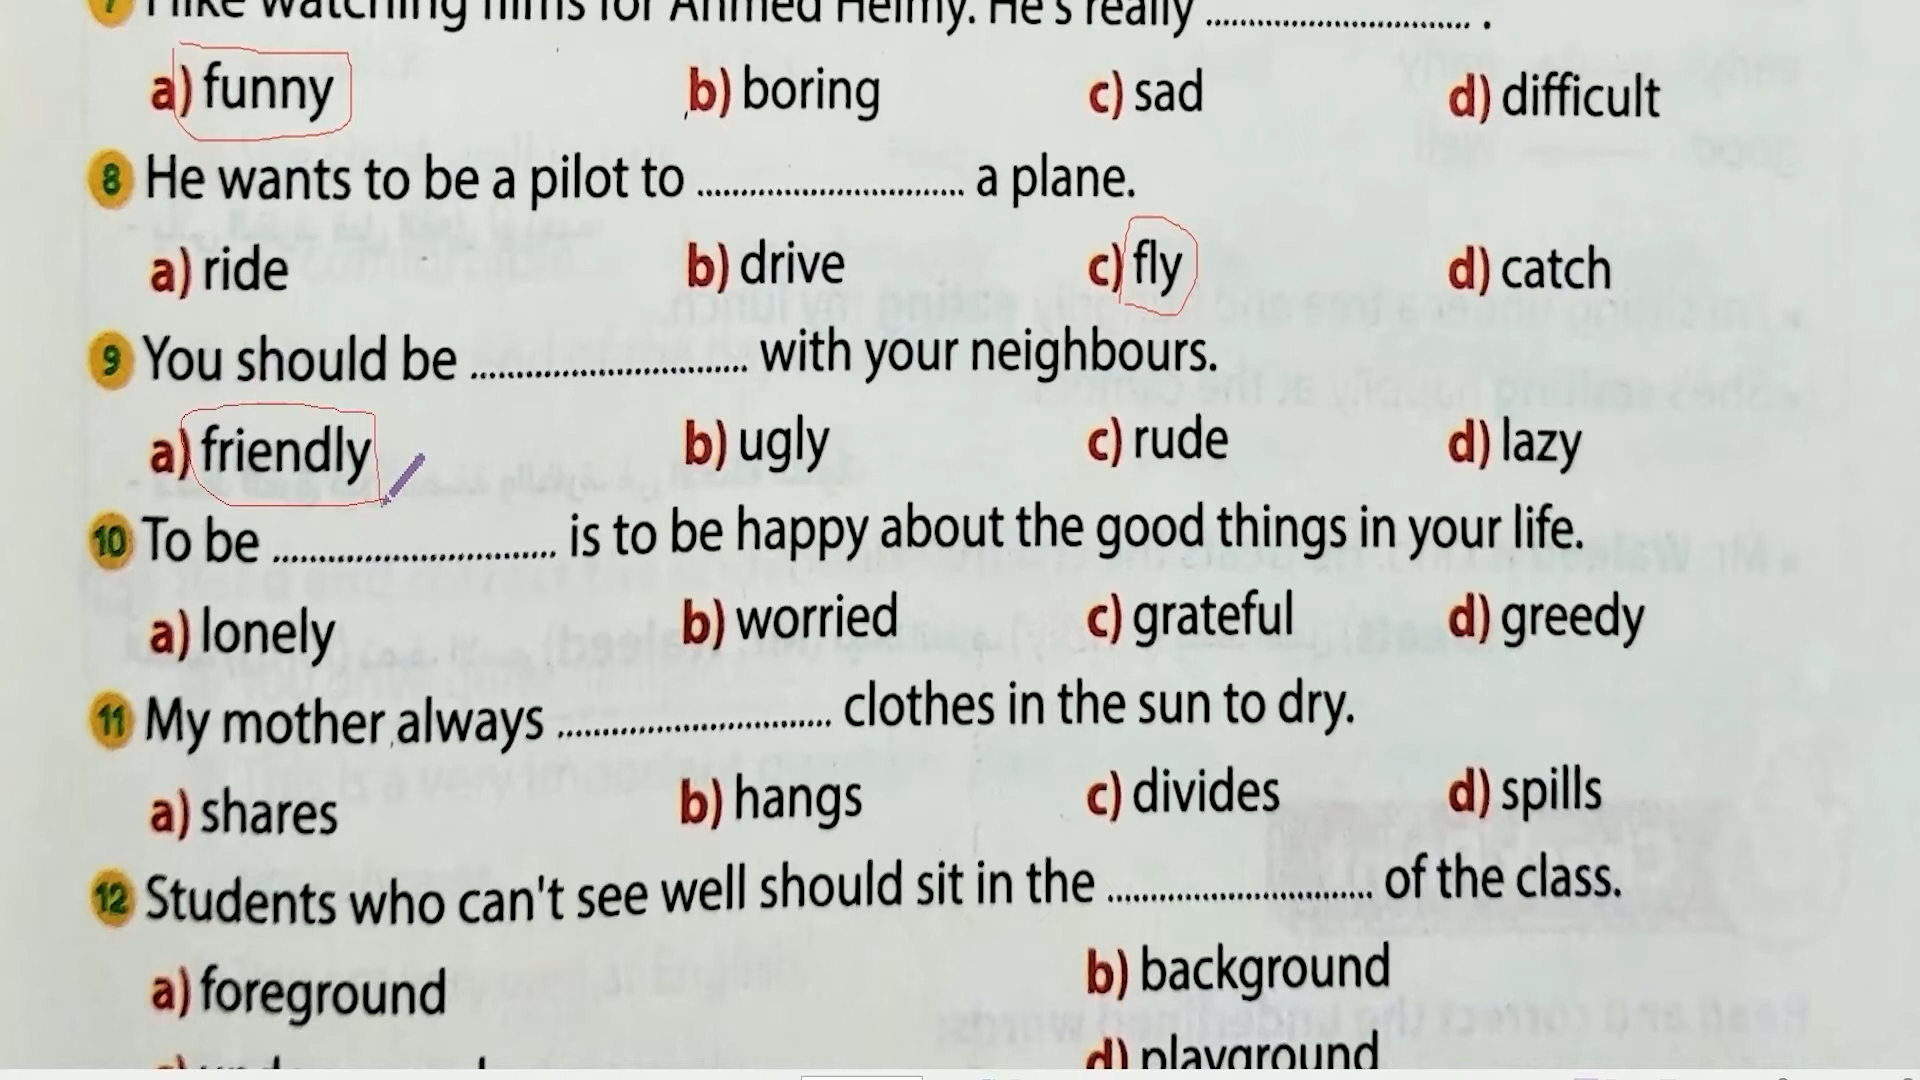 7 I like watching films for Ahmed Helmy. He's really .............................. .
a) funny b) boring c) sad d) difficult
8 He wants to be a pilot to .............................. a plane.
a) ride b) drive c) fly d) catch
9 You should be .............................. with your neighbours.
a) friendly b) ugly c) rude d) lazy
10 To be .............................. is to be happy about the good things in your life.
a) lonely b) worried c) grateful d) greedy
11 My mother always .............................. clothes in the sun to dry.
a) shares b) hangs c) divides d) spills
12 Students who can't see well should sit in the .............................. of the class.
a) foreground b) background
d) playground